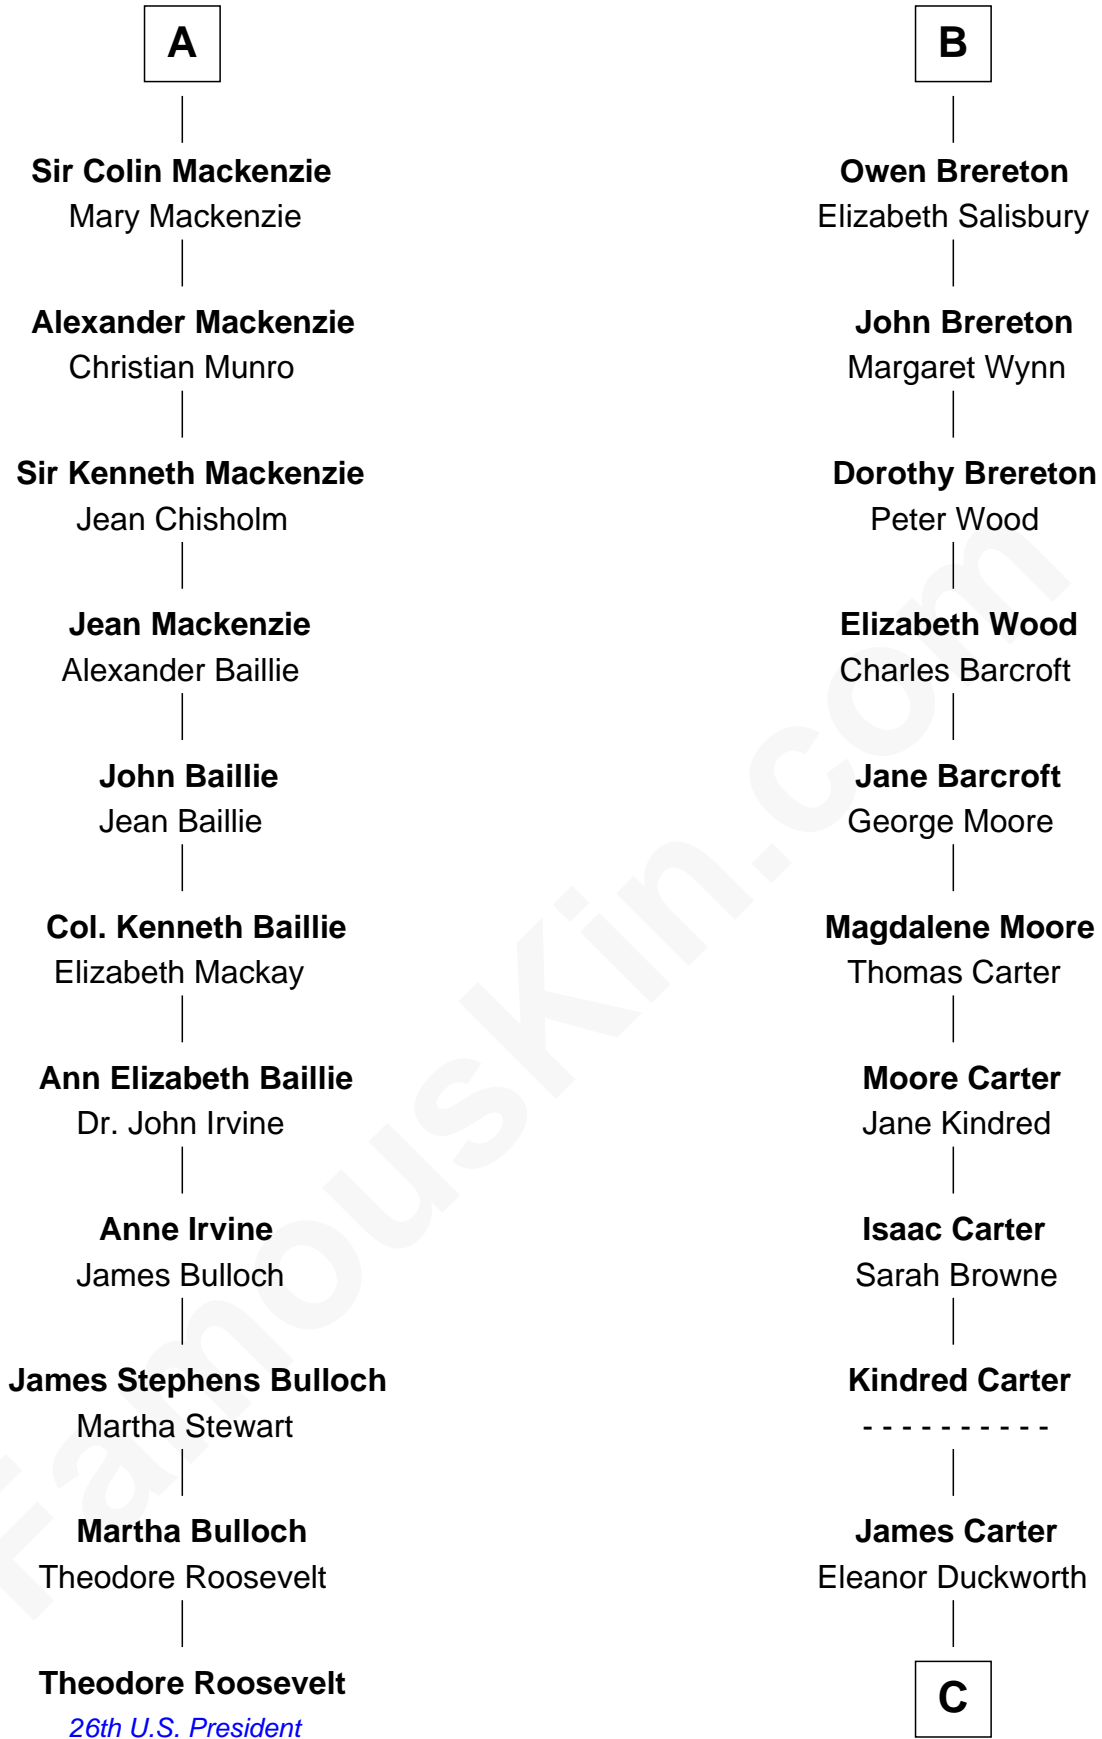 A
Sir Colin Mackenzie
Mary Mackenzie
Alexander Mackenzie
Christian Munro
Sir Kenneth Mackenzie
Jean Chisholm
Jean Mackenzie
Alexander Baillie
John Baillie
Jean Baillie
Col. Kenneth Baillie
Elizabeth Mackay
Ann Elizabeth Baillie
Dr. John Irvine
Anne Irvine
James Bulloch
James Stephens Bulloch
Martha Stewart
Martha Bulloch
Theodore Roosevelt
Theodore Roosevelt
26th U.S. President
B
Owen Brereton
Elizabeth Salisbury
John Brereton
Margaret Wynn
Dorothy Brereton
Peter Wood
Elizabeth Wood
Charles Barcroft
Jane Barcroft
George Moore
Magdalene Moore
Thomas Carter
Moore Carter
Jane Kindred
Isaac Carter
Sarah Browne
Kindred Carter
- - - - - - - - - -
James Carter
Eleanor Duckworth
C
FamousKin.com